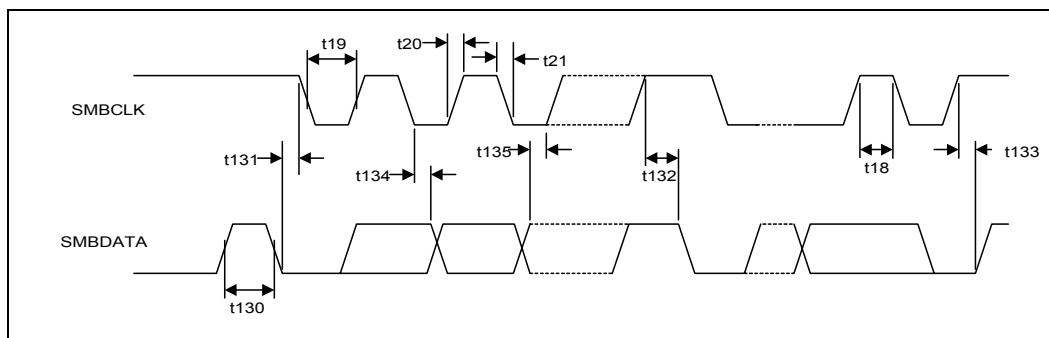 t19
t20
t21
SMBCLK
t131
t135
t18
t133
t134
t132
SMBDATA
t130